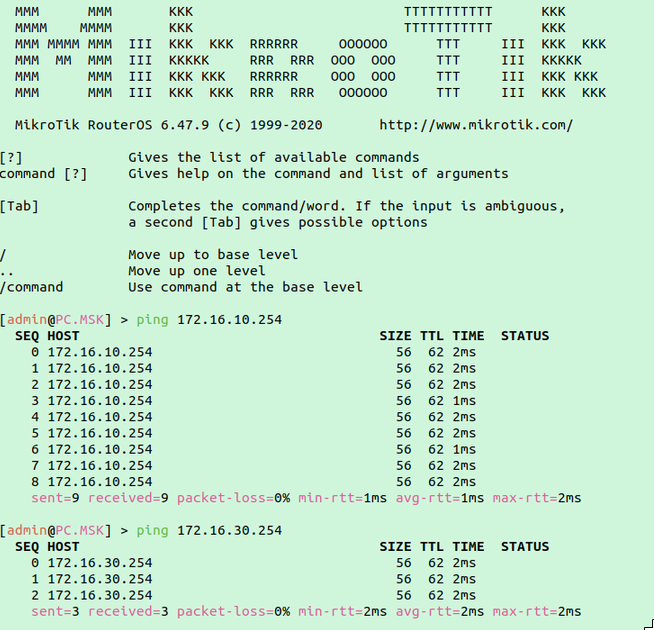 MMM      MMM       KKK                          TTTTTTTTTTT      KKK
MMMM    MMMM       KKK                          TTTTTTTTTTT      KKK
MMM MMMM MMM  III  KKK  KKK  RRRRRR     OOOOOO      TTT     III  KKK  KKK
MMM  MM  MMM  III  KKKKK     RRR  RRR  OOO  OOO     TTT     III  KKKKK
MMM      MMM  III  KKK KKK   RRRRRR    OOO  OOO     TTT     III  KKK KKK
MMM      MMM  III  KKK  KKK  RRR  RRR   OOOOOO      TTT     III  KKK  KKK
MikroTik RouterOS 6.47.9 (c) 1999-2020       http://www.mikrotik.com/
[?]             Gives the list of available commands
command [?]     Gives help on the command and list of arguments
[Tab]           Completes the command/word. If the input is ambiguous,
a second [Tab] gives possible options
/               Move up to base level
..              Move up one level
/command        Use command at the base level
[admin@PC.MSK] > ping 172.16.10.254
SEQ HOST                                     SIZE TTL TIME  STATUS
0 172.16.10.254                              56  62 2ms
1 172.16.10.254                              56  62 2ms
2 172.16.10.254                              56  62 2ms
3 172.16.10.254                              56  62 1ms
4 172.16.10.254                              56  62 2ms
5 172.16.10.254                              56  62 2ms
6 172.16.10.254                              56  62 1ms
7 172.16.10.254                              56  62 2ms
8 172.16.10.254                              56  62 2ms
sent=9 received=9 packet-loss=0% min-rtt=1ms avg-rtt=1ms max-rtt=2ms
[admin@PC.MSK] > ping 172.16.30.254
SEQ HOST                                     SIZE TTL TIME  STATUS
0 172.16.30.254                              56  62 2ms
1 172.16.30.254                              56  62 2ms
2 172.16.30.254                              56  62 2ms
sent=3 received=3 packet-loss=0% min-rtt=2ms avg-rtt=2ms max-rtt=2ms